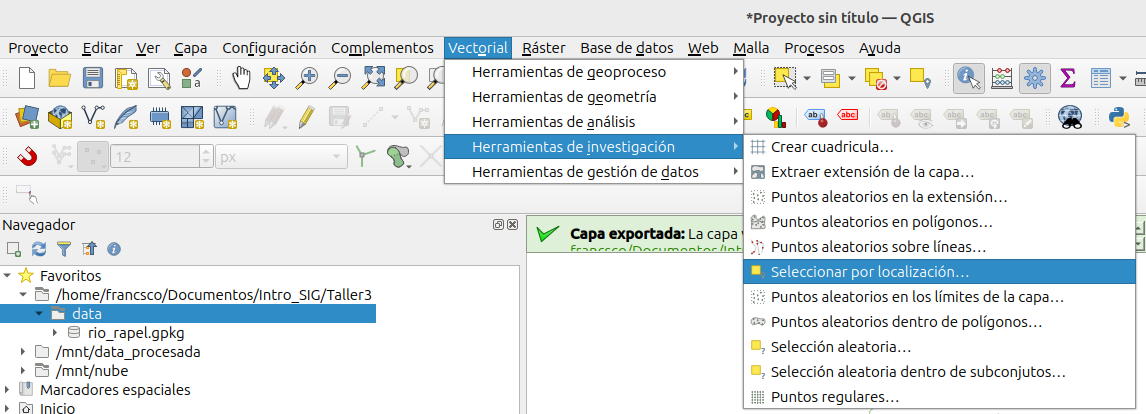 *Proyecto sin título — QGIS
Proyecto Editar Ver Capa Configuración Complementos Vectorial Ráster Base de datos Web Malla Procesos Ayuda
Herramientas de geoproceso
Herramientas de geometría
Herramientas de análisis
Herramientas de investigación
Herramientas de gestión de datos
Crear cuadricula...
Extraer extensión de la capa...
Puntos aleatorios en la extensión...
Puntos aleatorios en polígonos...
Puntos aleatorios sobre líneas...
Seleccionar por localización...
Puntos aleatorios en los límites de la capa...
Puntos aleatorios dentro de polígonos...
Selección aleatoria...
Selección aleatoria dentro de subconjutos...
Puntos regulares...
abc abc
12 px
Navegador
Capa exportada: La capa
francsco/Documentos/
Favoritos
/home/francsco/Documentos/Intro_SIG/Taller3
data
rio_rapel.gpkg
/mnt/data_procesada
/mnt/nube
Marcadores espaciales
Inicio